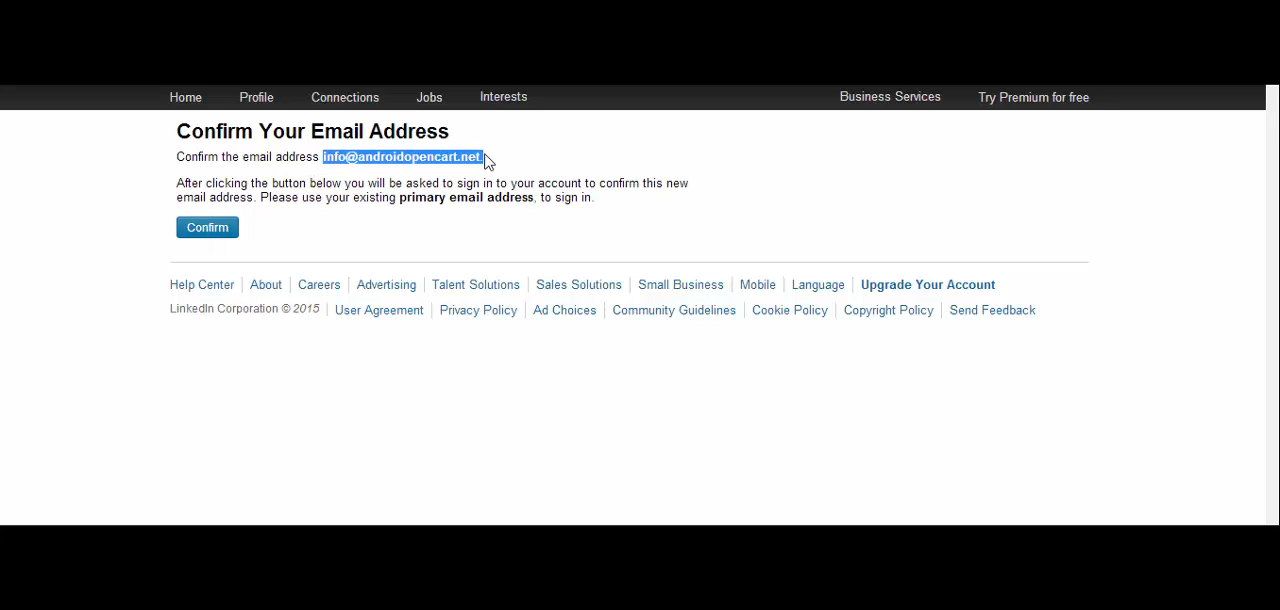 Home Profile Connections Jobs Interests Business Services Try Premium for free
Confirm Your Email Address
Confirm the email address info@androidopencart.net.
After clicking the button below you will be asked to sign in to your account to confirm this new
email address. Please use your existing primary email address, to sign in.
Confirm
Help Center About Careers Advertising Talent Solutions Sales Solutions Small Business Mobile Language Upgrade Your Account
LinkedIn Corporation © 2015 User Agreement Privacy Policy Ad Choices Community Guidelines Cookie Policy Copyright Policy Send Feedback